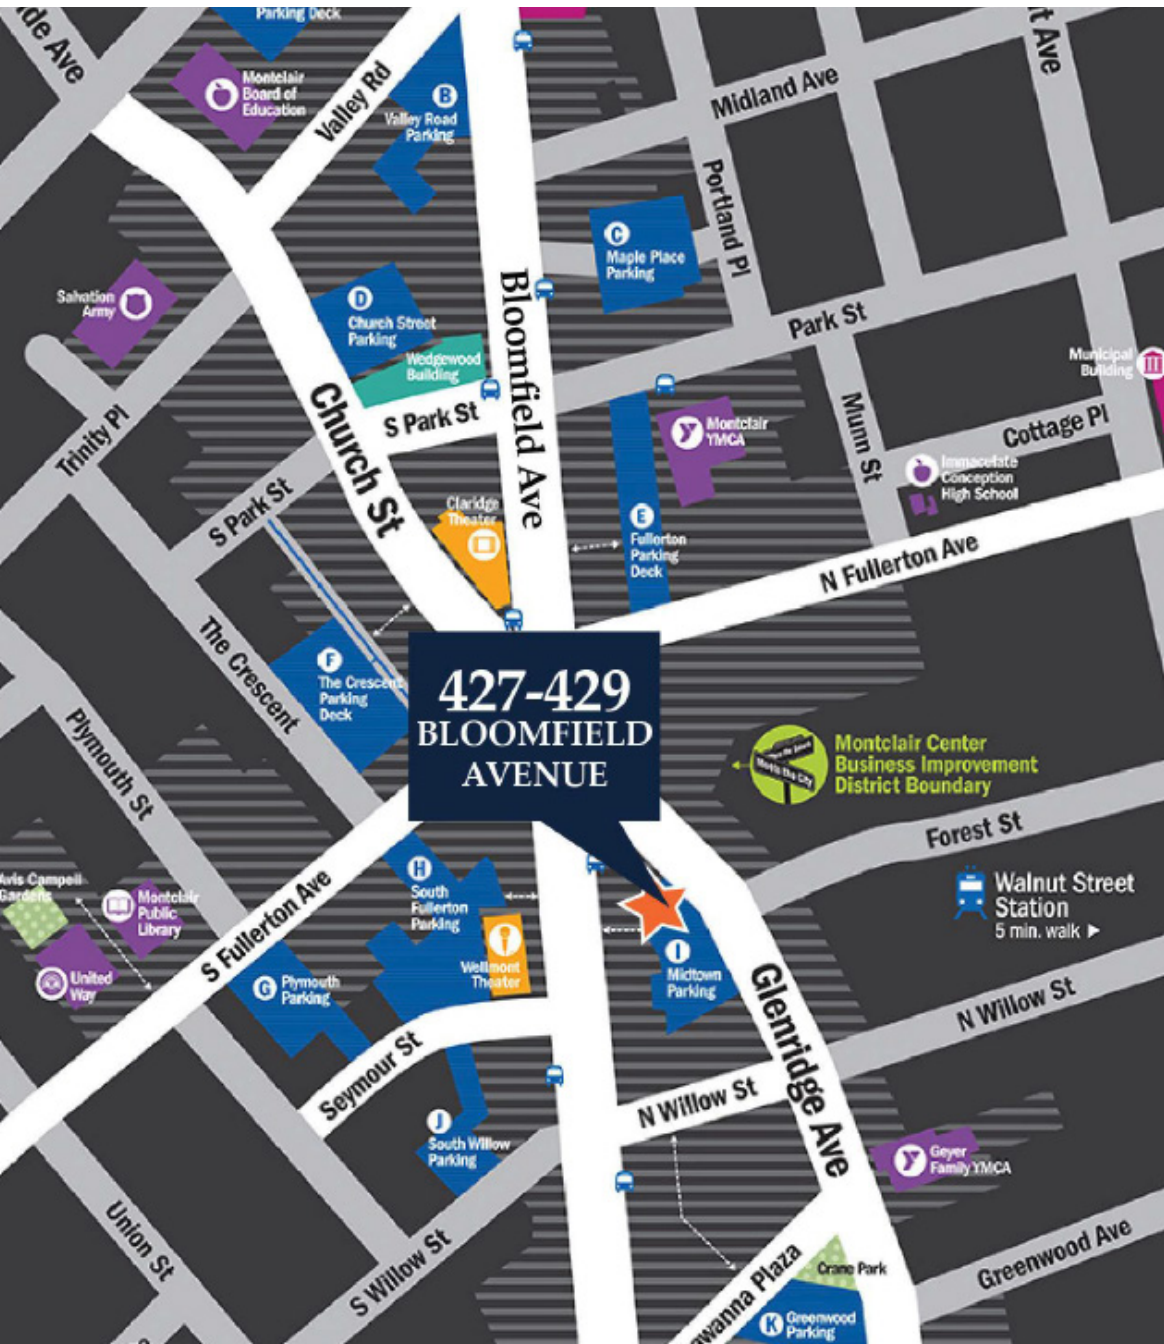 Parking Deck
Montclair
Board of
Education
Valley Rd
B
Valley Road
Parking
Midland Ave
Portland Pl
C
Maple Place
Parking
Salvation
Army
D
Church Street
Parking
Wedgewood
Building
Bloomfield Ave
Park St
Municipal
Building
Church St
S Park St
Montclair
YMCA
Munn St
Cottage Pl
Trinity Pl
Immaculate
Conception
High School
S Park St
Claridge
Theater
E
Fullerton
Parking
Deck
N Fullerton Ave
The Crescent
F
The Crescent
Parking
Deck
427-429
BLOOMFIELD
AVENUE
Plymouth St
Montclair Center
Business Improvement
District Boundary
Forest St
H
South
Fullerton
Parking
Avis Campell
Gardens
Montclair
Public
Library
S Fullerton Ave
Walnut Street
Station
5 min. walk
United
Way
G
Plymouth
Parking
Wellmont
Theater
I
Midtown
Parking
Glenridge Ave
N Willow St
Seymour St
N Willow St
J
South Willow
Parking
Geyer
Family YMCA
Union St
S Willow St
Crane Park
Greenwood Ave
K
Greenwood
Parking